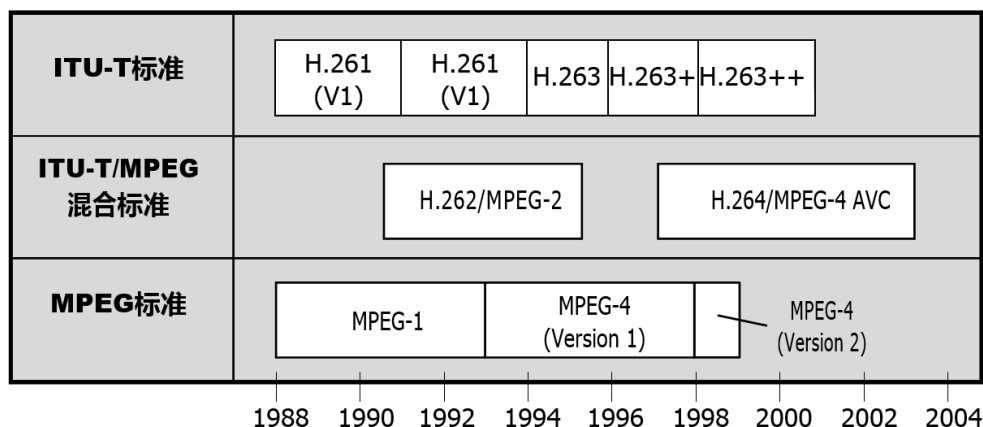 ITU-T标准
H.261
(V1)
H.261
(V1)
H.263
H.263+
H.263++
ITU-T/MPEG
混合标准
H.262/MPEG-2
H.264/MPEG-4 AVC
MPEG标准
MPEG-1
MPEG-4
(Version 1)
MPEG-4
(Version 2)
1988 1990 1992 1994 1996 1998 2000 2002 2004